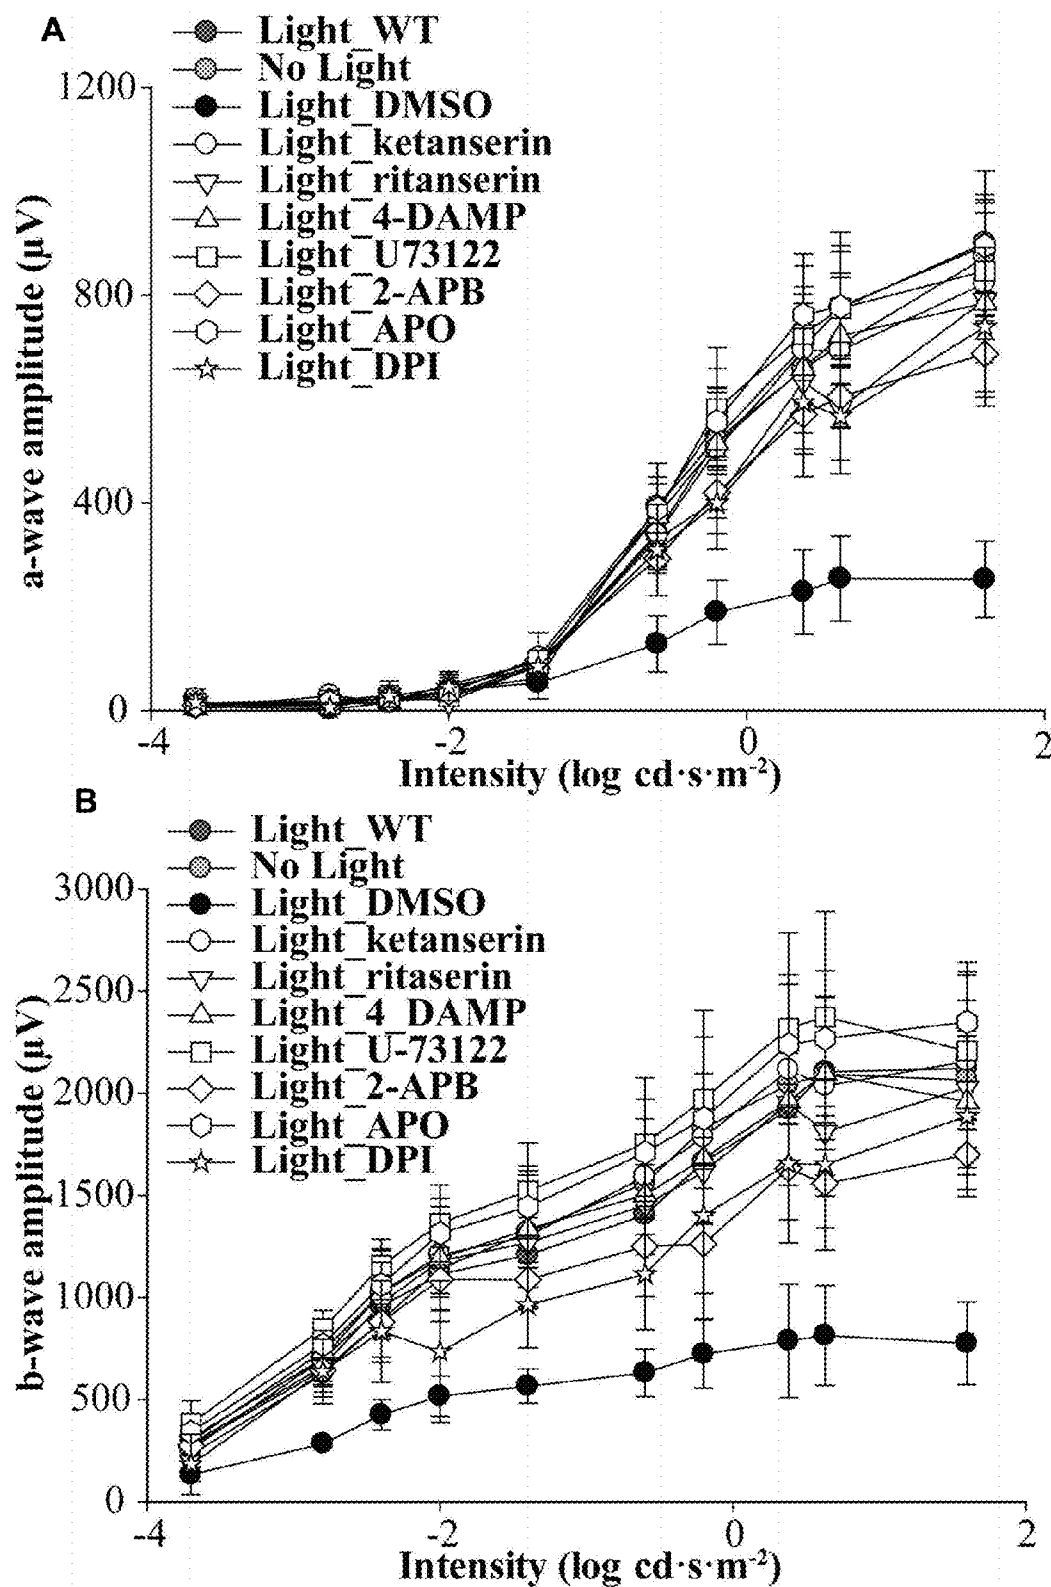 A
Light_WT
No Light
Light_DMSO
Light_ketanserin
Light_ritanserin
Light_4-DAMP
Light_U73122
Light_2-APB
Light_APO
Light_DPI
1200
800
400
0
a-wave amplitude (µV)
-4 -2 0 2
Intensity (log cd·s·m-2)
B
Light_WT
No Light
Light_DMSO
Light_ketanserin
Light_ritaserin
Light_4_DAMP
Light_U-73122
Light_2-APB
Light_APO
Light_DPI
3000
2500
2000
1500
1000
500
0
b-wave amplitude (µV)
-4 -2 0 2
Intensity (log cd·s·m-2)